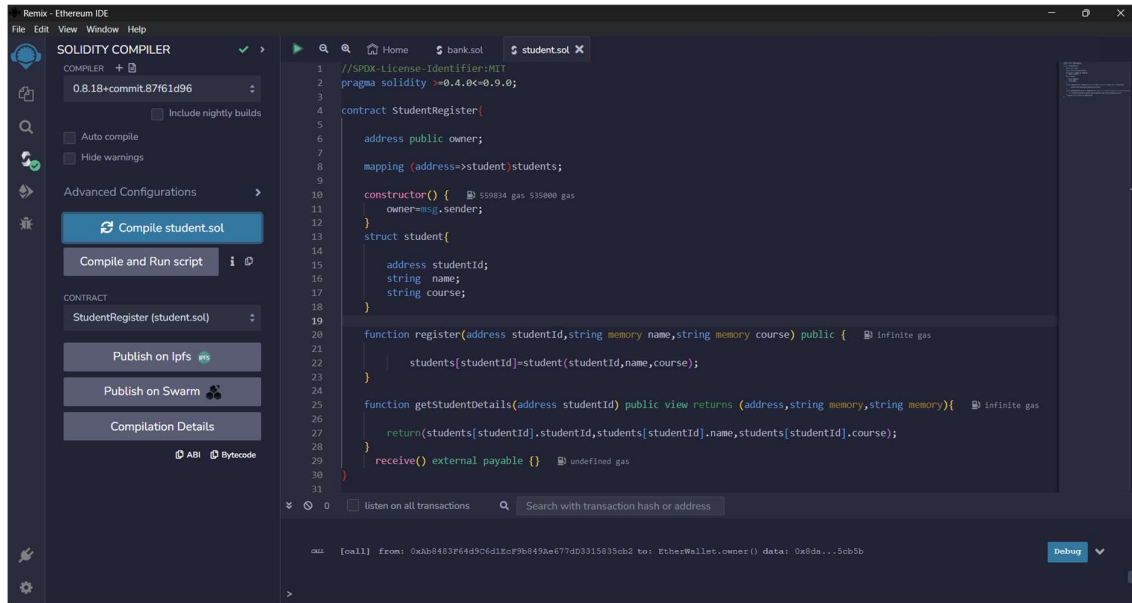 Remix - Ethereum IDE
File Edit View Window Help
SOLIDITY COMPILER
COMPILER
0.8.18+commit.87f61d96
Include nightly builds
Auto compile
Hide warnings
Advanced Configurations
Compile student.sol
Compile and Run script
CONTRACT
StudentRegister (student.sol)
Publish on Ipfs
Publish on Swarm
Compilation Details
ABI Bytecode
Home bank.sol student.sol
1 //SPDX-License-Identifier:MIT
2 pragma solidity >=0.4.0<=0.9.0;
3
4 contract StudentRegister{
5
6 address public owner;
7
8 mapping (address=>student)students;
9
10 constructor() { 559834 gas 535000 gas
11 owner=msg.sender;
12 }
13 struct student{
14
15 address studentId;
16 string name;
17 string course;
18 }
19
20 function register(address studentId,string memory name,string memory course) public { infinite gas
21
22 students[studentId]=student(studentId,name,course);
23 }
24
25 function getStudentDetails(address studentId) public view returns (address,string memory,string memory){ infinite gas
26
27 return(students[studentId].studentId,students[studentId].name,students[studentId].course);
28 }
29 receive() external payable {} undefined gas
30 }
31
0 listen on all transactions Search with transaction hash or address
CALL [call] from: 0xAb8483F64d9C6d1EcF9b849Ae677dD3315835cb2 to: EtherWallet.owner() data: 0x8da...5cb5b Debug
>